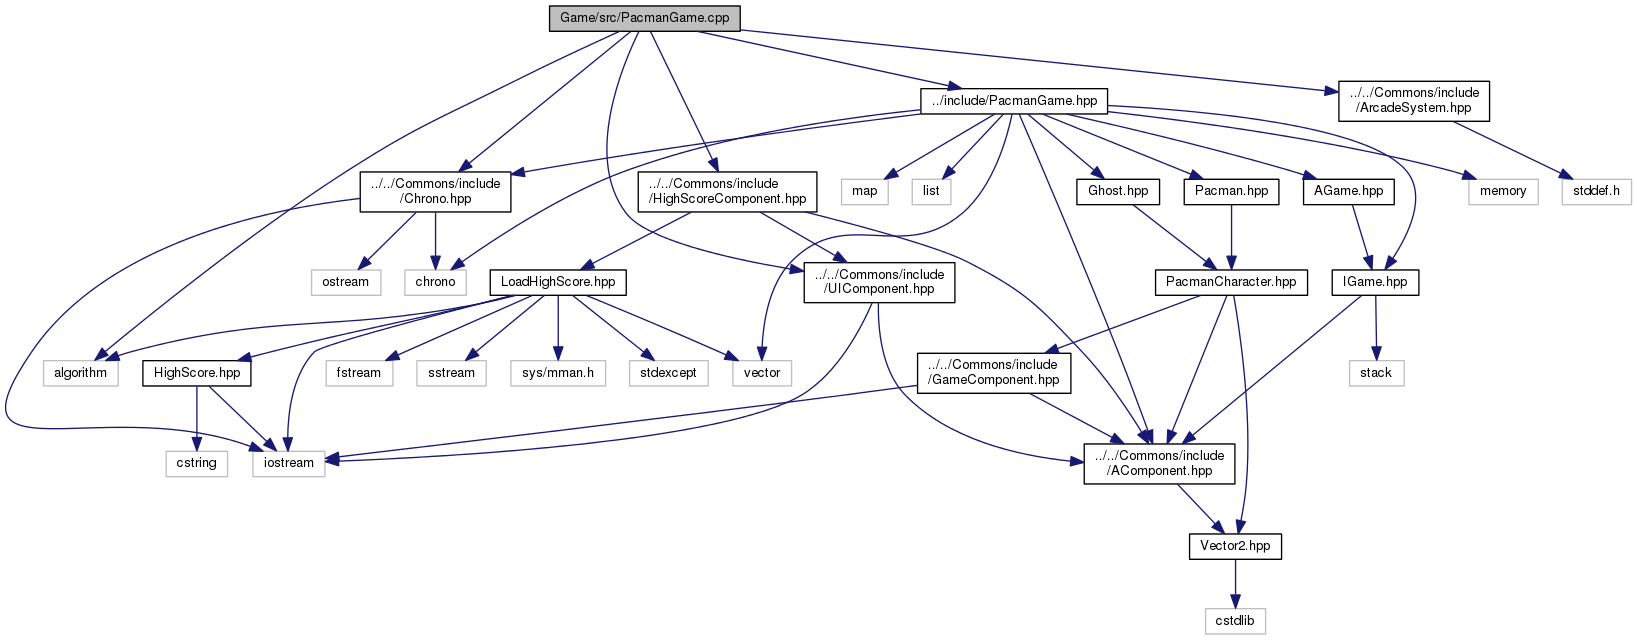 Game/src/PacmanGame.cpp
../include/PacmanGame.hpp
../../Commons/include
/ArcadeSystem.hpp
../../Commons/include
/Chrono.hpp
../../Commons/include
/HighScoreComponent.hpp
map
list
Ghost.hpp
Pacman.hpp
AGame.hpp
memory
stddef.h
ostream
chrono
LoadHighScore.hpp
../../Commons/include
/UIComponent.hpp
PacmanCharacter.hpp
IGame.hpp
algorithm
HighScore.hpp
fstream
sstream
sys/mman.h
stdexcept
vector
../../Commons/include
/GameComponent.hpp
stack
cstring
iostream
../../Commons/include
/AComponent.hpp
Vector2.hpp
cstdlib